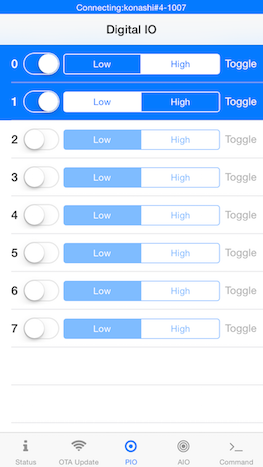 Connecting:konashi#4-1007
Digital IO
0 Low High Toggle
1 Low High Toggle
2 Low High Toggle
3 Low High Toggle
4 Low High Toggle
5 Low High Toggle
6 Low High Toggle
7 Low High Toggle
Status OTA Update PIO AIO Command